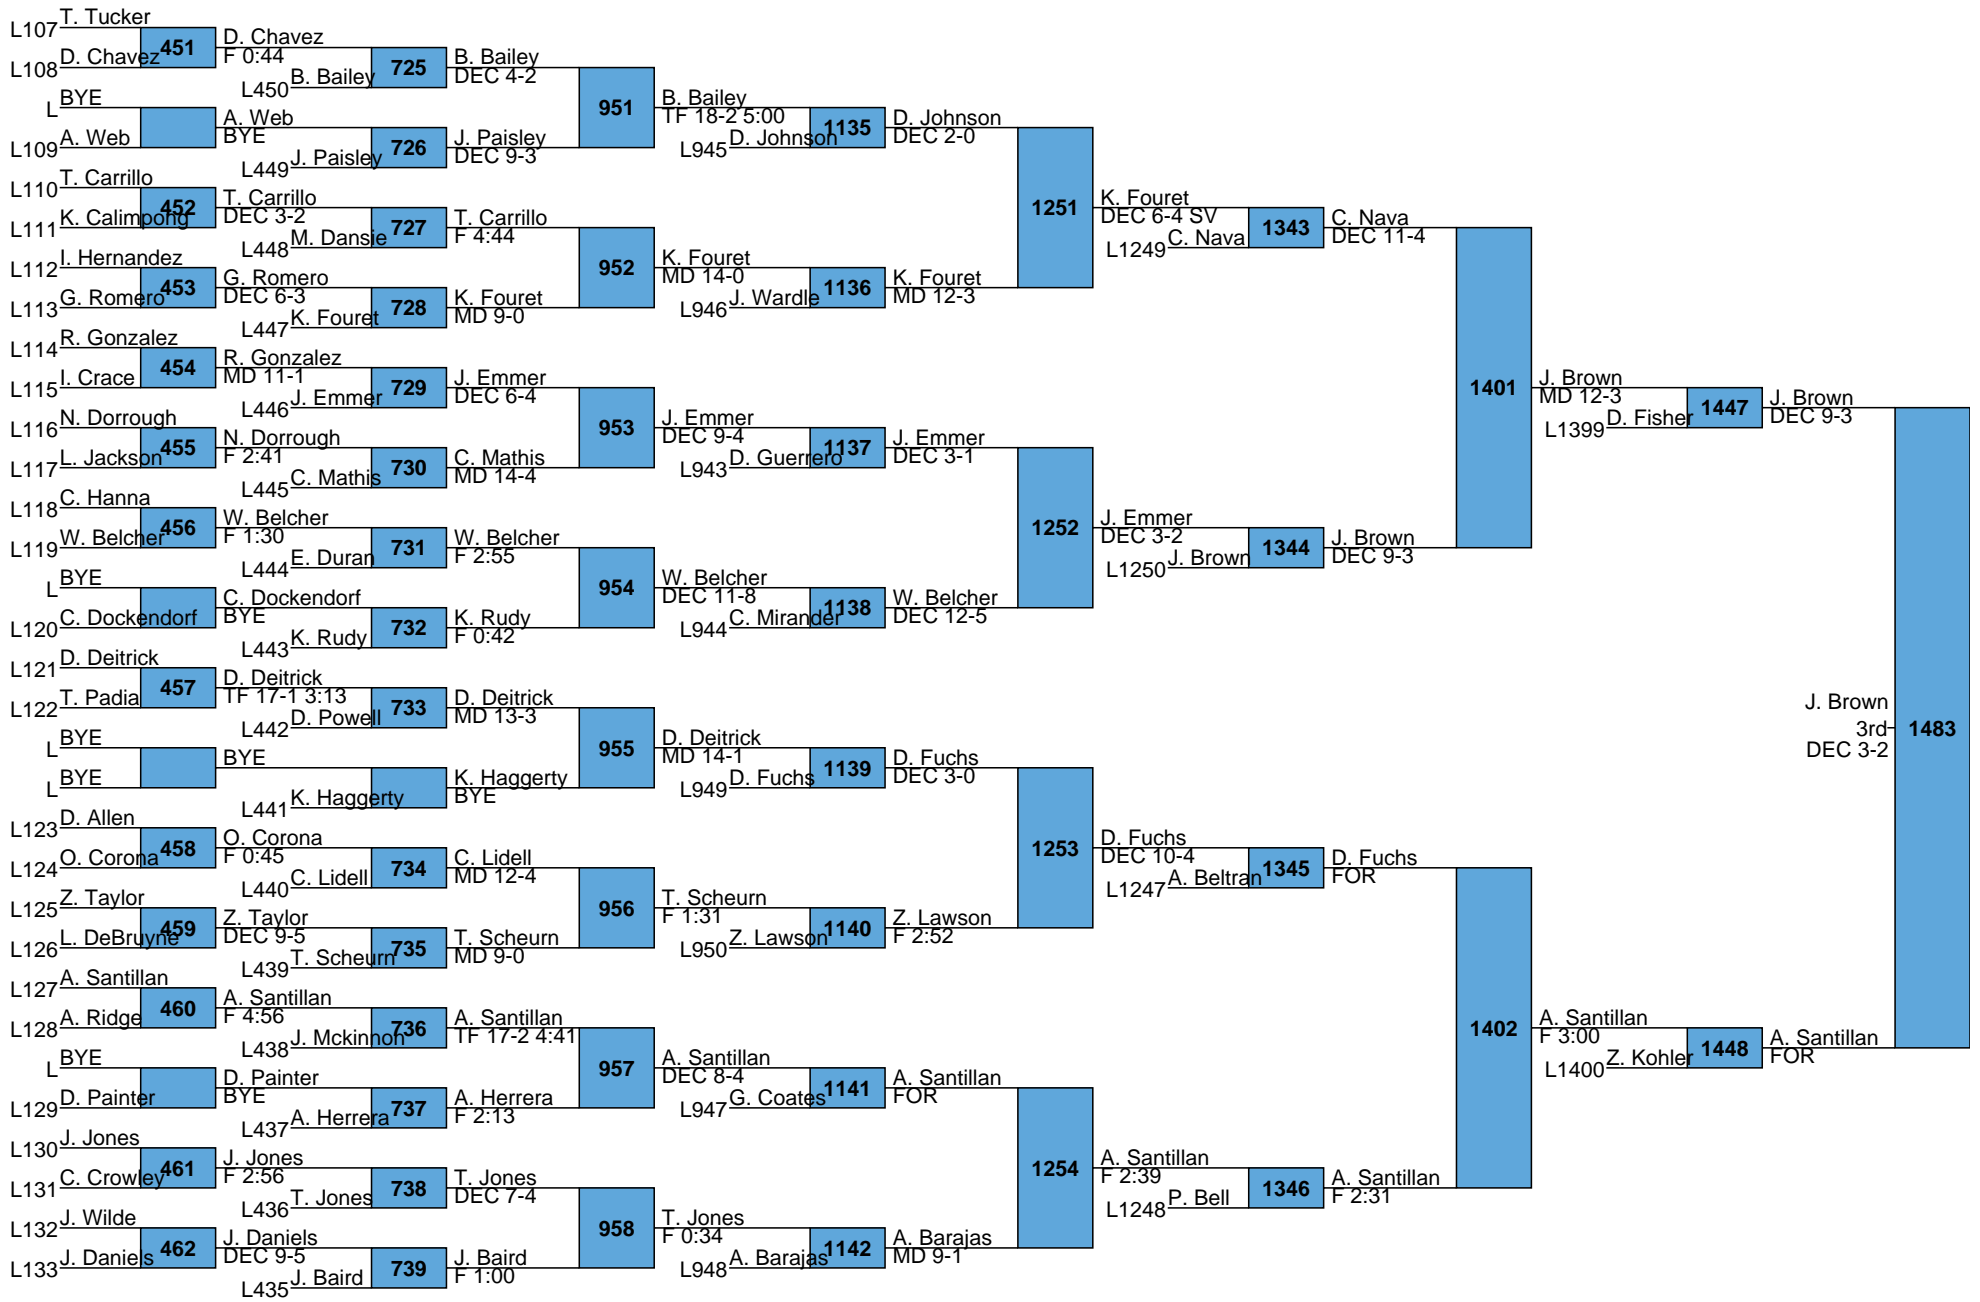 T. Tucker
L107
451
D. Chavez
F 0:44
D. Chavez
L108
725
B. Bailey
DEC 4-2
B. Bailey
L450
BYE
L
A. Web
BYE
A. Web
L109
726
J. Paisley
DEC 9-3
J. Paisley
L449
951
B. Bailey
TF 18-2 5:00
D. Johnson
L945
1135
D. Johnson
DEC 2-0
T. Carrillo
L110
452
T. Carrillo
DEC 3-2
K. Calimpong
L111
727
T. Carrillo
F 4:44
M. Dansie
L448
I. Hernandez
L112
453
G. Romero
DEC 6-3
G. Romero
L113
728
K. Fouret
MD 9-0
K. Fouret
L447
952
K. Fouret
MD 14-0
J. Wardle
L946
1136
K. Fouret
MD 12-3
1251
K. Fouret
DEC 6-4 SV
C. Nava
L1249
1343
C. Nava
DEC 11-4
R. Gonzalez
L114
454
R. Gonzalez
MD 11-1
I. Crace
L115
729
J. Emmer
DEC 6-4
J. Emmer
L446
N. Dorrough
L116
455
N. Dorrough
F 2:41
L. Jackson
L117
730
C. Mathis
MD 14-4
C. Mathis
L445
953
J. Emmer
DEC 9-4
D. Guerrero
L943
1137
J. Emmer
DEC 3-1
C. Hanna
L118
456
W. Belcher
F 1:30
W. Belcher
L119
731
W. Belcher
F 2:55
E. Duran
L444
BYE
L
C. Dockendorf
BYE
C. Dockendorf
L120
732
K. Rudy
F 0:42
K. Rudy
L443
954
W. Belcher
DEC 11-8
C. Mirander
L944
1138
W. Belcher
DEC 12-5
1252
J. Emmer
DEC 3-2
J. Brown
L1250
1344
J. Brown
DEC 9-3
1401
J. Brown
MD 12-3
D. Fisher
L1399
1447
J. Brown
DEC 9-3
D. Deitrick
L121
457
D. Deitrick
TF 17-1 3:13
T. Padia
L122
733
D. Deitrick
MD 13-3
D. Powell
L442
BYE
L
BYE
BYE
L
K. Haggerty
BYE
K. Haggerty
L441
955
D. Deitrick
MD 14-1
D. Fuchs
L949
1139
D. Fuchs
DEC 3-0
D. Allen
L123
458
O. Corona
F 0:45
O. Corona
L124
734
C. Lidell
MD 12-4
C. Lidell
L440
Z. Taylor
L125
459
Z. Taylor
DEC 9-5
L. DeBruyne
L126
735
T. Scheurn
MD 9-0
T. Scheurn
L439
956
T. Scheurn
F 1:31
Z. Lawson
L950
1140
Z. Lawson
F 2:52
1253
D. Fuchs
DEC 10-4
A. Beltran
L1247
1345
D. Fuchs
FOR
A. Santillan
L127
460
A. Santillan
F 4:56
A. Ridge
L128
736
A. Santillan
TF 17-2 4:41
J. Mckinnon
L438
BYE
L
D. Painter
BYE
D. Painter
L129
737
A. Herrera
F 2:13
A. Herrera
L437
957
A. Santillan
DEC 8-4
G. Coates
L947
1141
A. Santillan
FOR
J. Jones
L130
461
J. Jones
F 2:56
C. Crowley
L131
738
T. Jones
DEC 7-4
T. Jones
L436
J. Wilde
L132
462
J. Daniels
DEC 9-5
J. Daniels
L133
739
J. Baird
F 1:00
J. Baird
L435
958
T. Jones
F 0:34
A. Barajas
L948
1142
A. Barajas
MD 9-1
1254
A. Santillan
F 2:39
P. Bell
L1248
1346
A. Santillan
F 2:31
1402
A. Santillan
F 3:00
Z. Kohler
L1400
1448
A. Santillan
FOR
1483
J. Brown
3rd
DEC 3-2